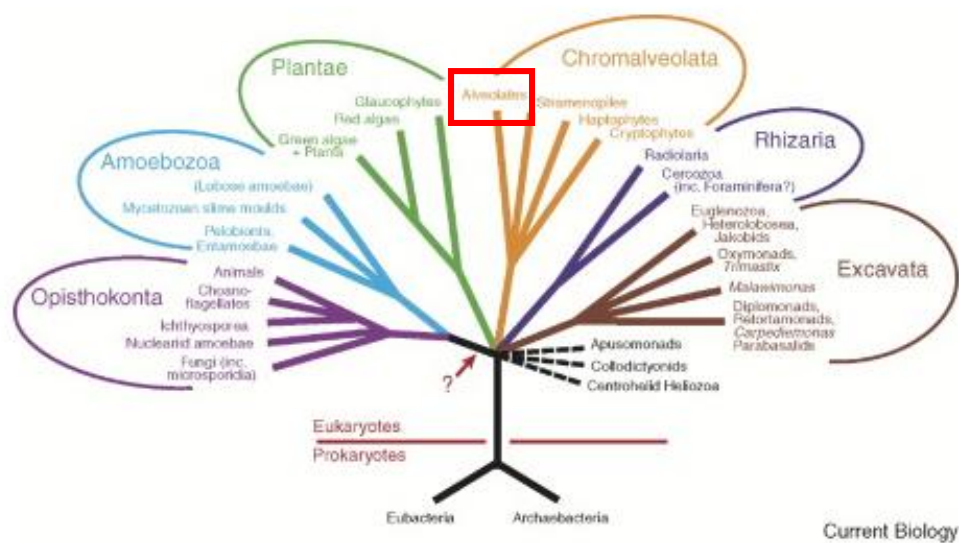 Plantae
Glaucophytes
Red algae
Green algae
+ Plants
Chromalveolata
Alveolates
Stramenopiles
Haptophytes
Cryptophytes
Amoebozoa
(Lobose amoebae)
Mycetozoan slime moulds
Pelobionts,
Entamoebae
Rhizaria
Radiolaria
Cercozoa
(inc. Foraminifera?)
Opisthokonta
Animals
Choano-
flagellates
Ichthyosporea
Nucleariid amoebae
Fungi (inc.
microsporidia)
Excavata
Euglenozoa,
Heterolobosea,
Jakobids
Oxymonads,
Trimastix
Malawimonas
Diplomonads,
Retortamonads,
Carpediemonas
Parabasalids
Apusomonads
Collodictyonids
Centrohelid Heliozoa
?
Eukaryotes
Prokaryotes
Eubacteria
Archaebacteria
Current Biology